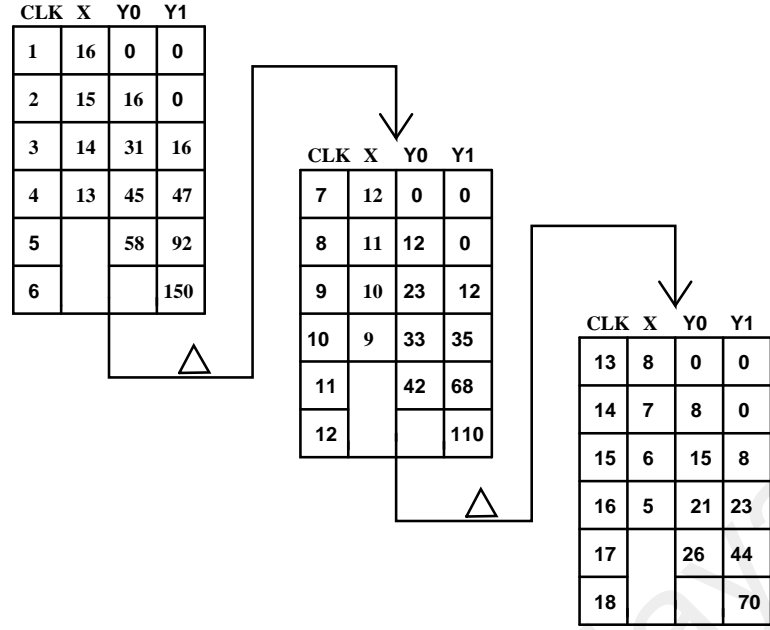 CLK X Y0 Y1
1 16 0 0
2 15 16 0
3 14 31 16
4 13 45 47
5 58 92
6 150
CLK X Y0 Y1
7 12 0 0
8 11 12 0
9 10 23 12
10 9 33 35
11 42 68
12 110
CLK X Y0 Y1
13 8 0 0
14 7 8 0
15 6 15 8
16 5 21 23
17 26 44
18 70